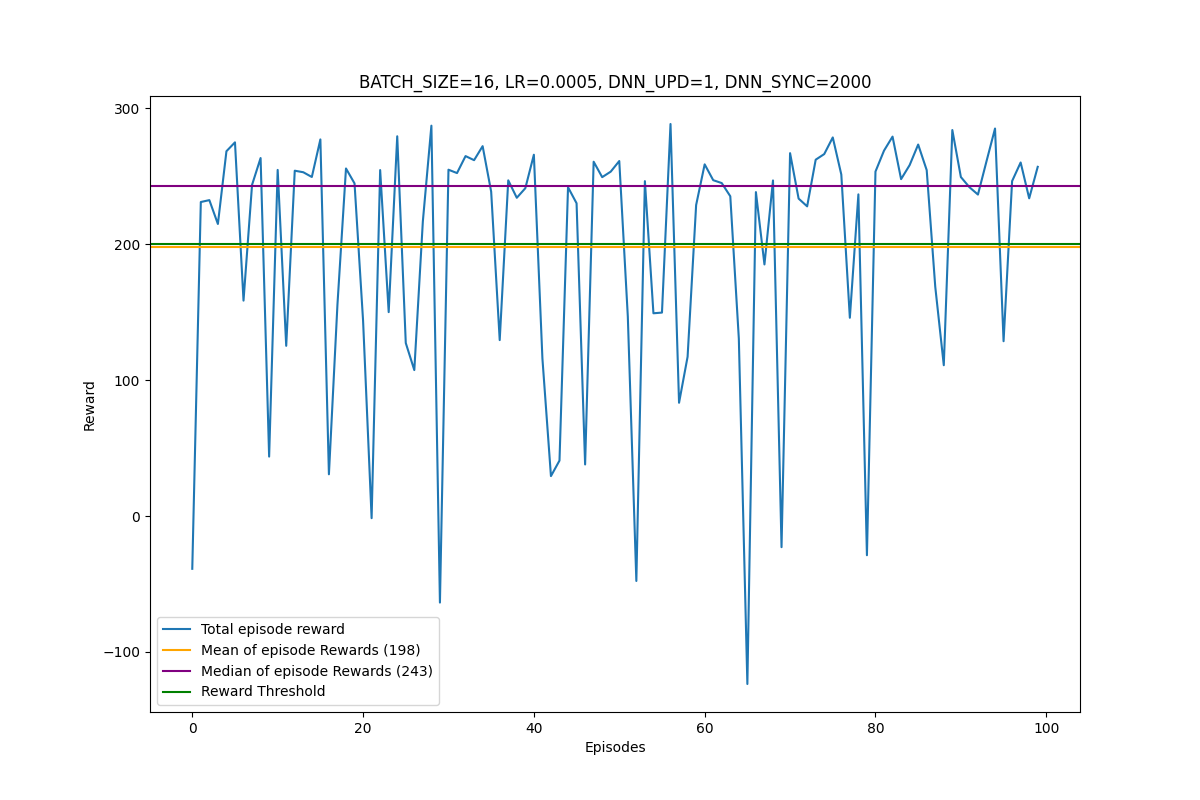 BATCH_SIZE=16, LR=0.0005, DNN_UPD=1, DNN_SYNC=2000
300
200
100
0
−100
Reward
Total episode reward
Mean of episode Rewards (198)
Median of episode Rewards (243)
Reward Threshold
0 20 40 60 80 100
Episodes